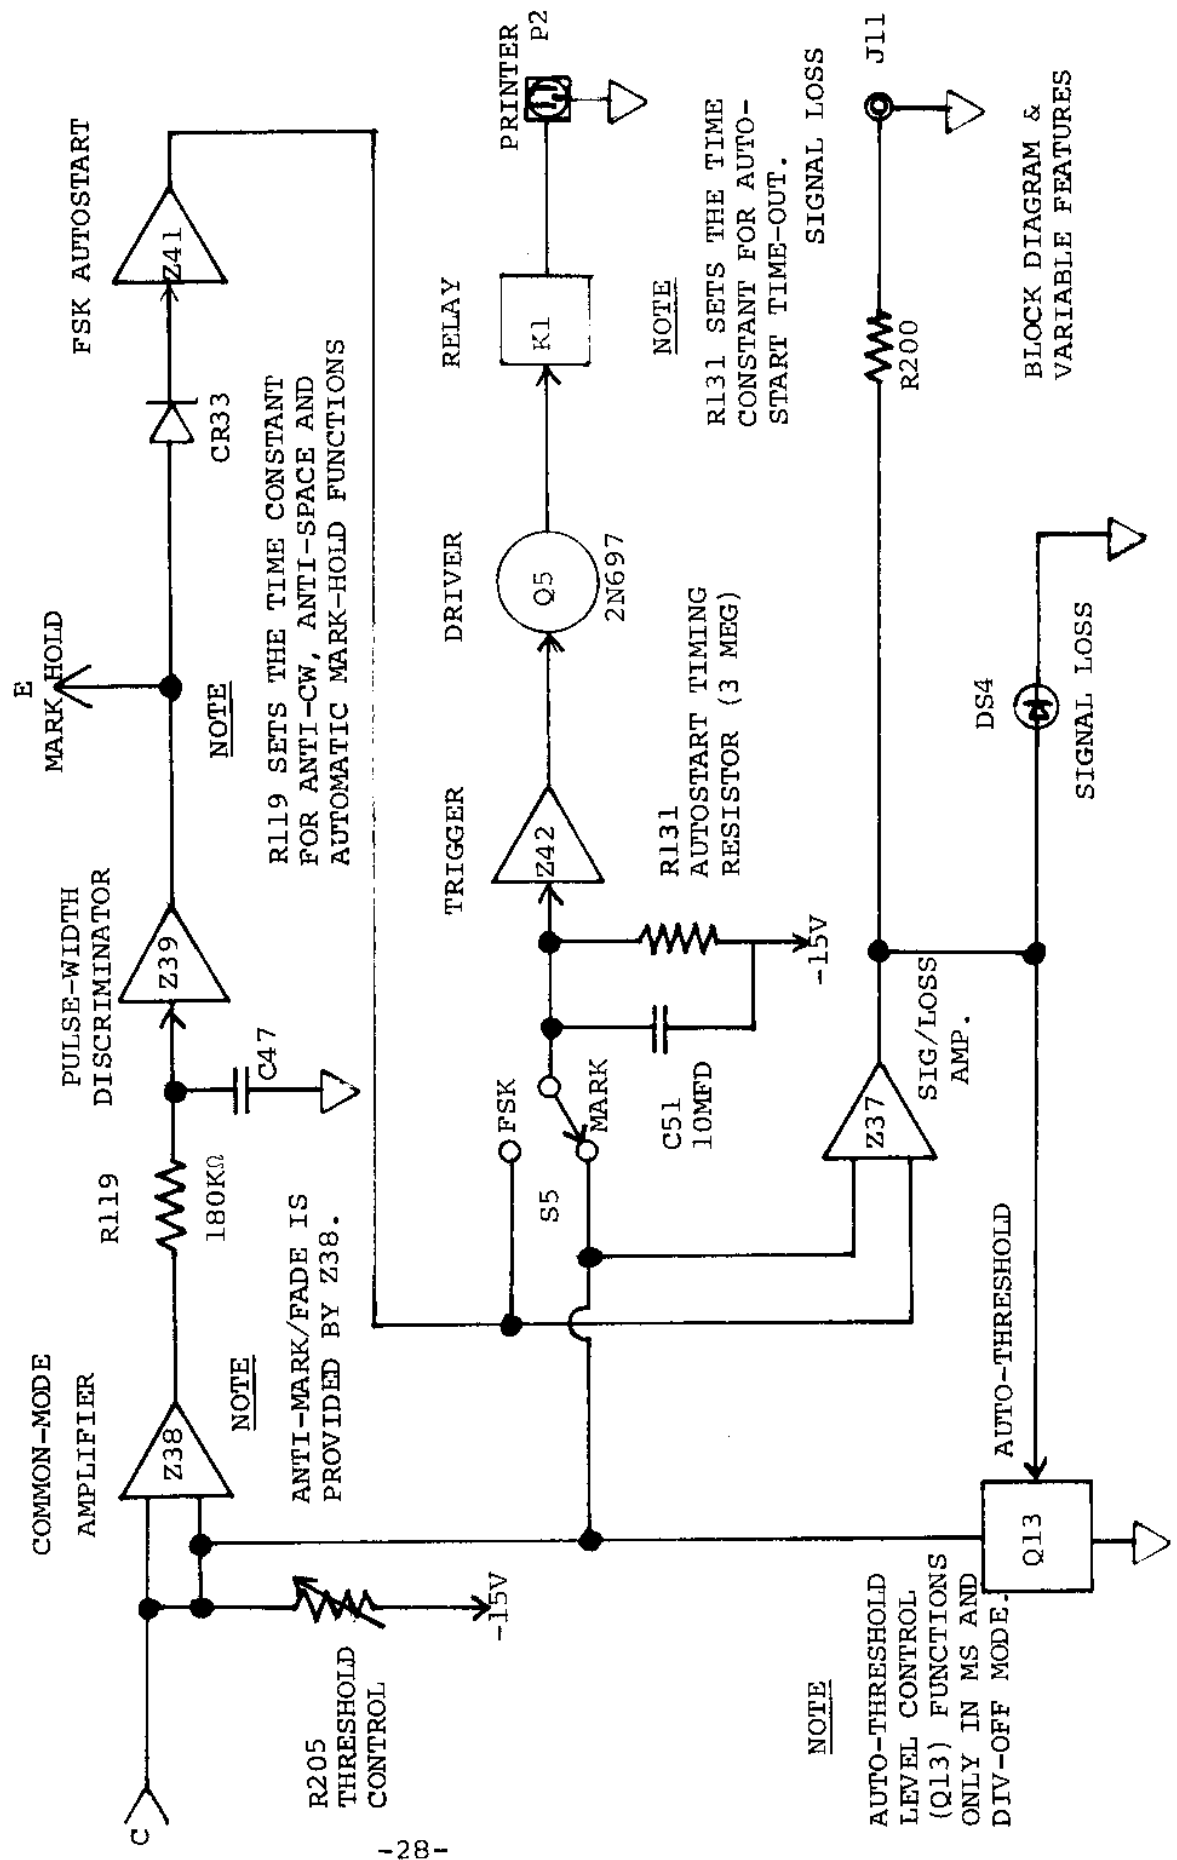 C
COMMON-MODE
AMPLIFIER
Z38
R119
180KΩ
C47
PULSE-WIDTH
DISCRIMINATOR
Z39
E
MARK HOLD
CR33
FSK AUTOSTART
Z41
NOTE
ANTI-MARK/FADE IS
PROVIDED BY Z38.
NOTE
R119 SETS THE TIME CONSTANT
FOR ANTI-CW, ANTI-SPACE AND
AUTOMATIC MARK-HOLD FUNCTIONS
R205
THRESHOLD
CONTROL
-15V
FSK
S5
MARK
C51
10MFD
TRIGGER
Z42
R131
AUTOSTART TIMING
RESISTOR (3 MEG)
-15V
DRIVER
Q5
2N697
RELAY
K1
PRINTER
P2
NOTE
R131 SETS THE TIME
CONSTANT FOR AUTO-
START TIME-OUT.
Z37
SIG/LOSS
AMP.
R200
SIGNAL LOSS
J11
DS4
SIGNAL LOSS
AUTO-THRESHOLD
Q13
NOTE
AUTO-THRESHOLD
LEVEL CONTROL
(Q13) FUNCTIONS
ONLY IN MS AND
DIV-OFF MODE.
BLOCK DIAGRAM &
VARIABLE FEATURES
-28-